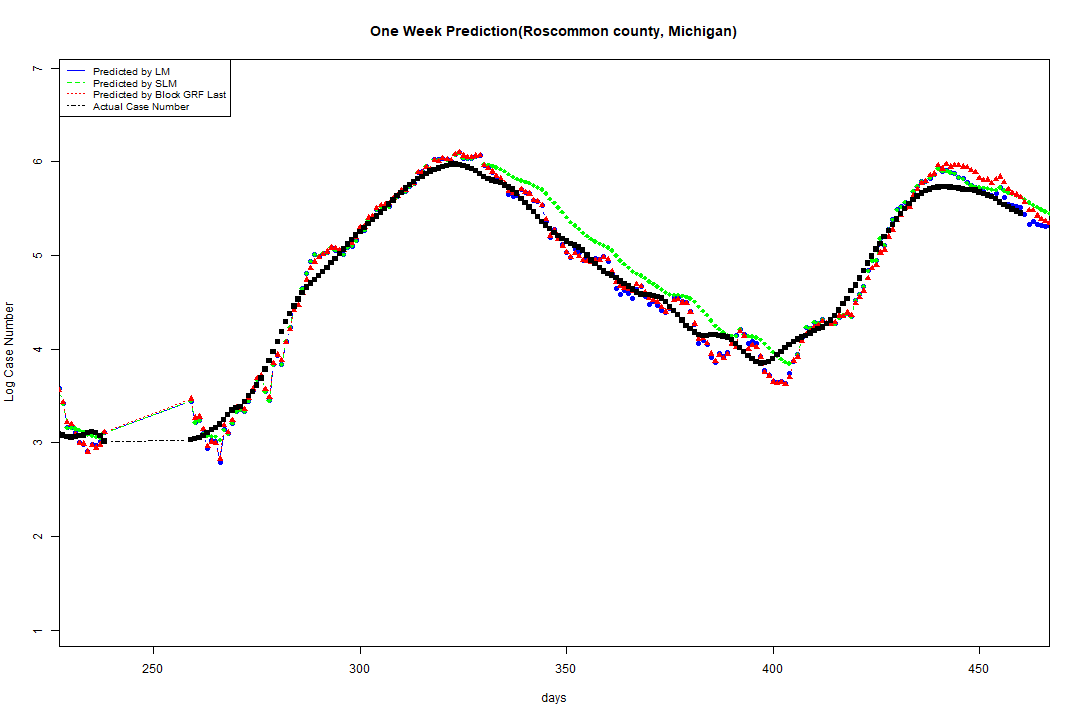 One Week Prediction(Roscommon county, Michigan)
Predicted by LM
Predicted by SLM
Predicted by Block GRF Last
Actual Case Number
7
6
5
4
3
2
1
Log Case Number
250 300 350 400 450
days